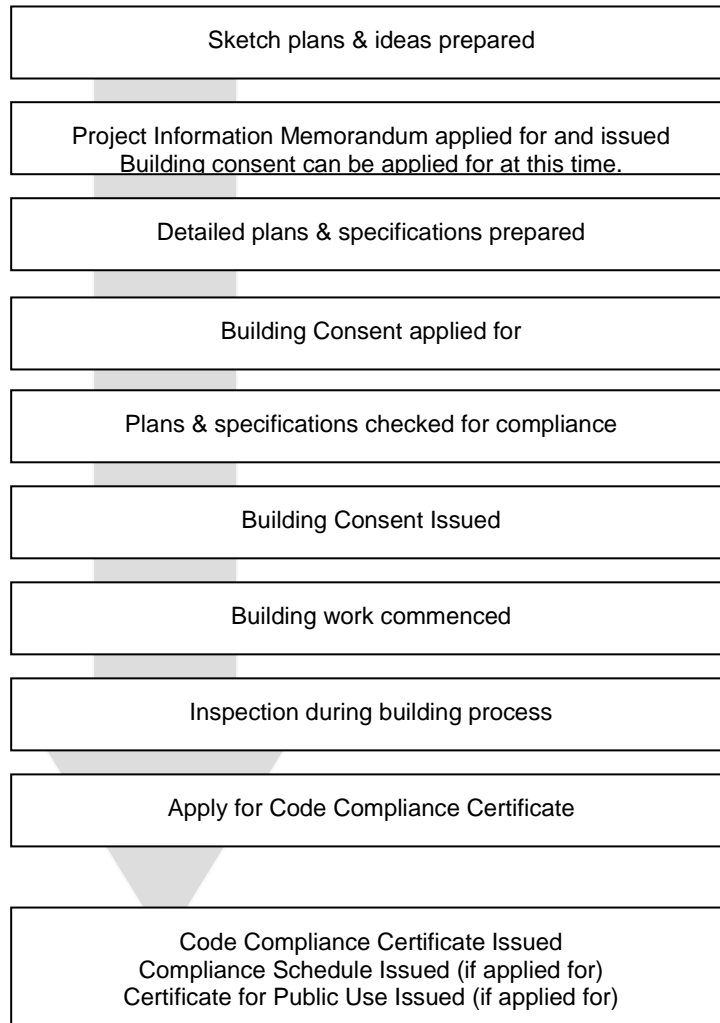 Sketch plans & ideas prepared
Project Information Memorandum applied for and issued
Building consent can be applied for at this time.
Detailed plans & specifications prepared
Building Consent applied for
Plans & specifications checked for compliance
Building Consent Issued
Building work commenced
Inspection during building process
Apply for Code Compliance Certificate
Code Compliance Certificate Issued
Compliance Schedule Issued (if applied for)
Certificate for Public Use Issued (if applied for)